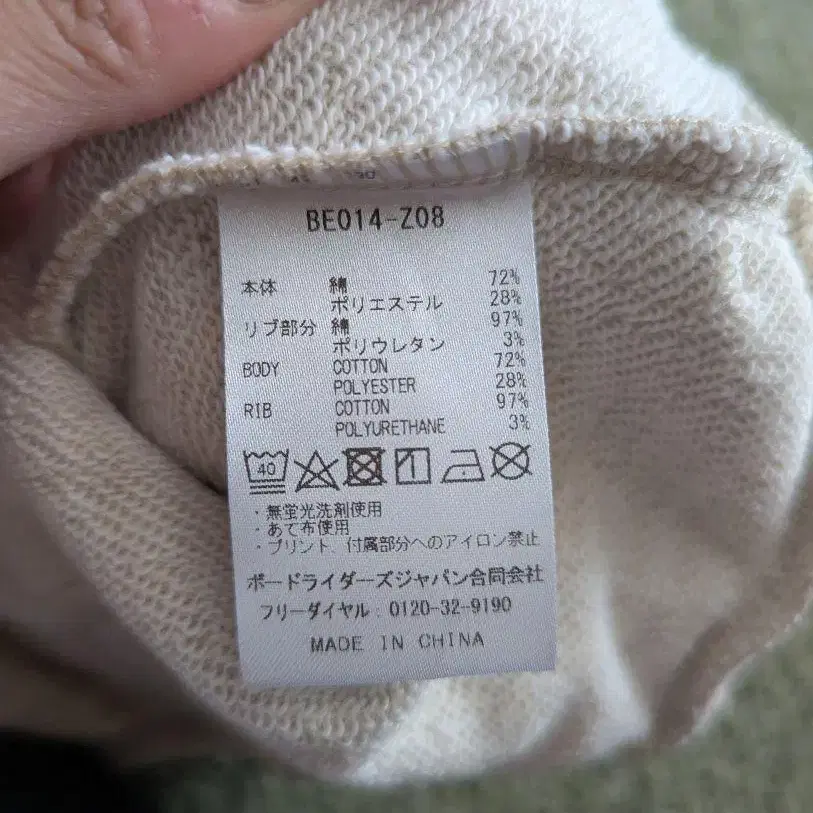 BE014-Z08
本体 綿 72%
ポリエステル 28%
リブ部分 綿 97%
ポリウレタン 3%
BODY COTTON 72%
POLYESTER 28%
RIB COTTON 97%
POLYURETHANE 3%
40
・無蛍光洗剤使用
・あて布使用
・プリント、付属部分へのアイロン禁止
ボードライダーズジャパン合同会社
フリーダイヤル:0120-32-9190
MADE IN CHINA